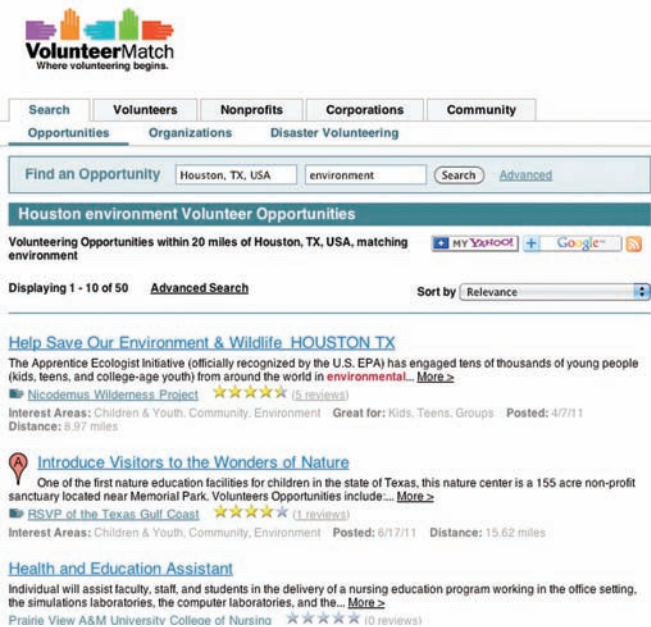 VolunteerMatch
Where volunteering begins.
Search Volunteers Nonprofits Corporations Community
Opportunities Organizations Disaster Volunteering
Find an Opportunity Houston, TX, USA environment Search Advanced
Houston environment Volunteer Opportunities
Volunteering Opportunities within 20 miles of Houston, TX, USA, matching
environment
MY YAHOO! Google™
Displaying 1 - 10 of 50 Advanced Search Sort by Relevance
Help Save Our Environment & Wildlife HOUSTON TX
The Apprentice Ecologist Initiative (officially recognized by the U.S. EPA) has engaged tens of thousands of young people
(kids, teens, and college-age youth) from around the world in environmental... More >
Nicodemus Wilderness Project (5 reviews)
Interest Areas: Children & Youth, Community, Environment Great for: Kids, Teens, Groups Posted: 4/7/11
Distance: 8.97 miles
A Introduce Visitors to the Wonders of Nature
One of the first nature education facilities for children in the state of Texas, this nature center is a 155 acre non-profit
sanctuary located near Memorial Park. Volunteers Opportunities include:... More >
RSVP of the Texas Gulf Coast (1 reviews)
Interest Areas: Children & Youth, Community, Environment Posted: 6/17/11 Distance: 15.62 miles
Health and Education Assistant
Individual will assist faculty, staff, and students in the delivery of a nursing education program working in the office setting,
the simulations laboratories, the computer laboratories, and the... More >
Prairie View A&M University College of Nursing (0 reviews)